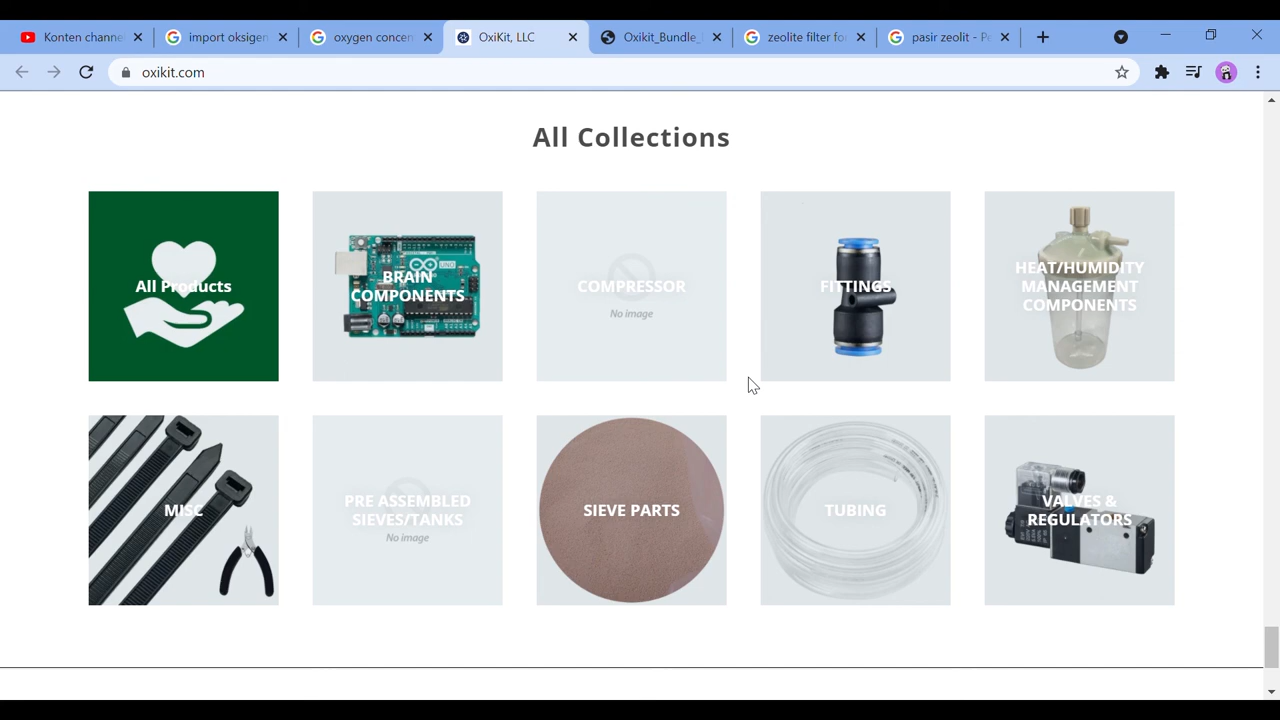 Konten channe
import oksigen
oxygen concen
OxiKit, LLC
Oxikit_Bundle_
zeolite filter fo
pasir zeolit - Pe
oxikit.com
All Collections
All Products
BRAIN
COMPONENTS
UNO
COMPRESSOR
No image
FITTINGS
HEAT/HUMIDITY
MANAGEMENT
COMPONENTS
MISC
PRE ASSEMBLED
SIEVES/TANKS
No image
SIEVE PARTS
TUBING
VALVES &
REGULATORS